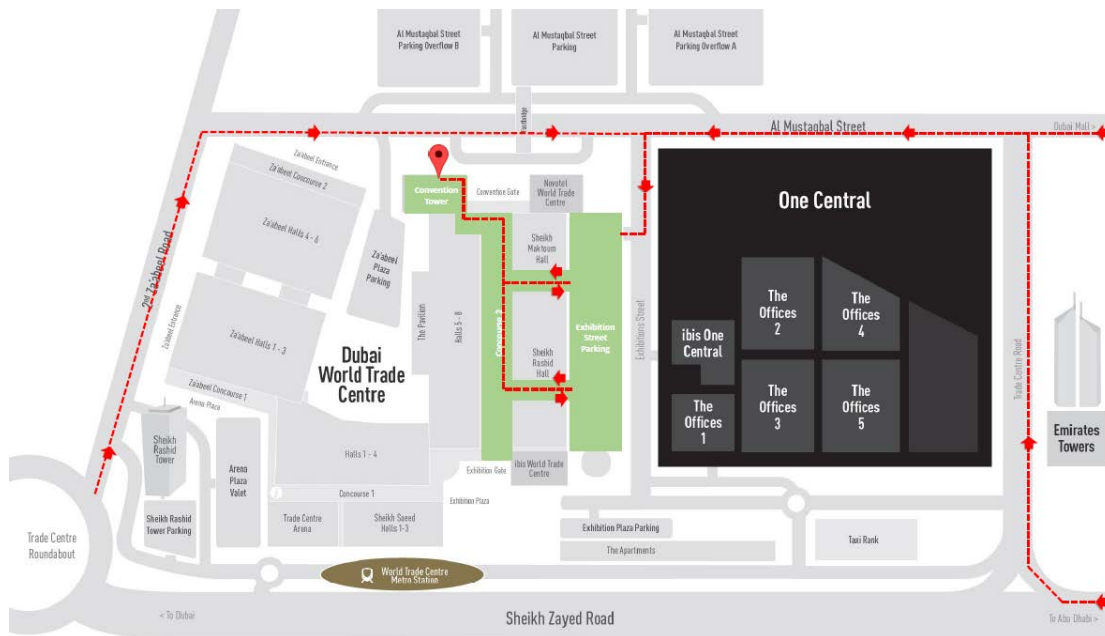 Al Mustaqbal Street
Parking Overflow B
Al Mustaqbal Street
Parking
Al Mustaqbal Street
Parking Overflow A
Al Mustaqbal Street
Dubai Mall >
Za'abeel Entrance
Za'abeel Concourse 2
Convention
Tower
Convention Gate
Novotel
World Trade
Centre
One Central
2nd Za'abeel Road
Za'abeel Halls 4 - 6
Za'abeel
Plaza
Parking
Sheikh
Maktoum
Hall
Za'abeel Entrance
Za'abeel Halls 1 - 3
The Pavilion
Halls 5 - 8
Concourse 2
Exhibition
Street
Parking
Exhibitions Street
The
Offices
2
The
Offices
4
ibis One
Central
Trade Centre Road
Dubai
World Trade
Centre
Sheikh
Rashid
Hall
Za'abeel Concourse 1
Arena Plaza
The
Offices
1
The
Offices
3
The
Offices
5
Emirates
Towers
Sheikh
Rashid
Tower
Arena
Plaza
Valet
Halls 1 - 4
Exhibition Gate
ibis World Trade
Centre
Concourse 1
Exhibition Plaza
Sheikh Rashid
Tower Parking
Trade Centre
Arena
Sheikh Saeed
Halls 1-3
Exhibition Plaza Parking
The Apartments
Taxi Rank
Trade Centre
Roundabout
World Trade Centre
Metro Station
< To Dubai
Sheikh Zayed Road
To Abu Dhabi >